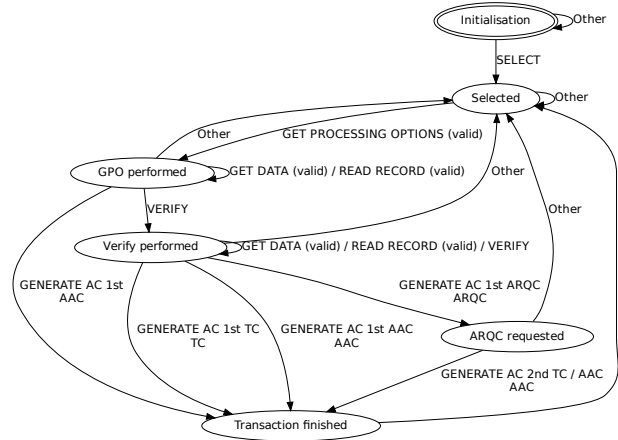 Initialisation
Other
SELECT
Selected
Other
Other
GET PROCESSING OPTIONS (valid)
GPO performed
GET DATA (valid) / READ RECORD (valid)
Other
VERIFY
Other
Verify performed
GET DATA (valid) / READ RECORD (valid) / VERIFY
GENERATE AC 1st
AAC
GENERATE AC 1st ARQC
ARQC
GENERATE AC 1st TC
TC
GENERATE AC 1st AAC
AAC
ARQC requested
GENERATE AC 2nd TC / AAC
AAC
Transaction finished